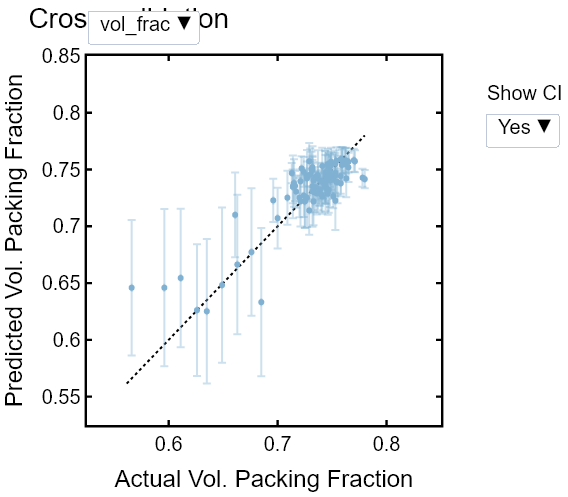 Cros
vol_frac ▼
on
0.85
0.8
0.75
0.7
0.65
0.6
0.55
Predicted Vol. Packing Fraction
0.6 0.7 0.8
Actual Vol. Packing Fraction
Show CI
Yes ▼